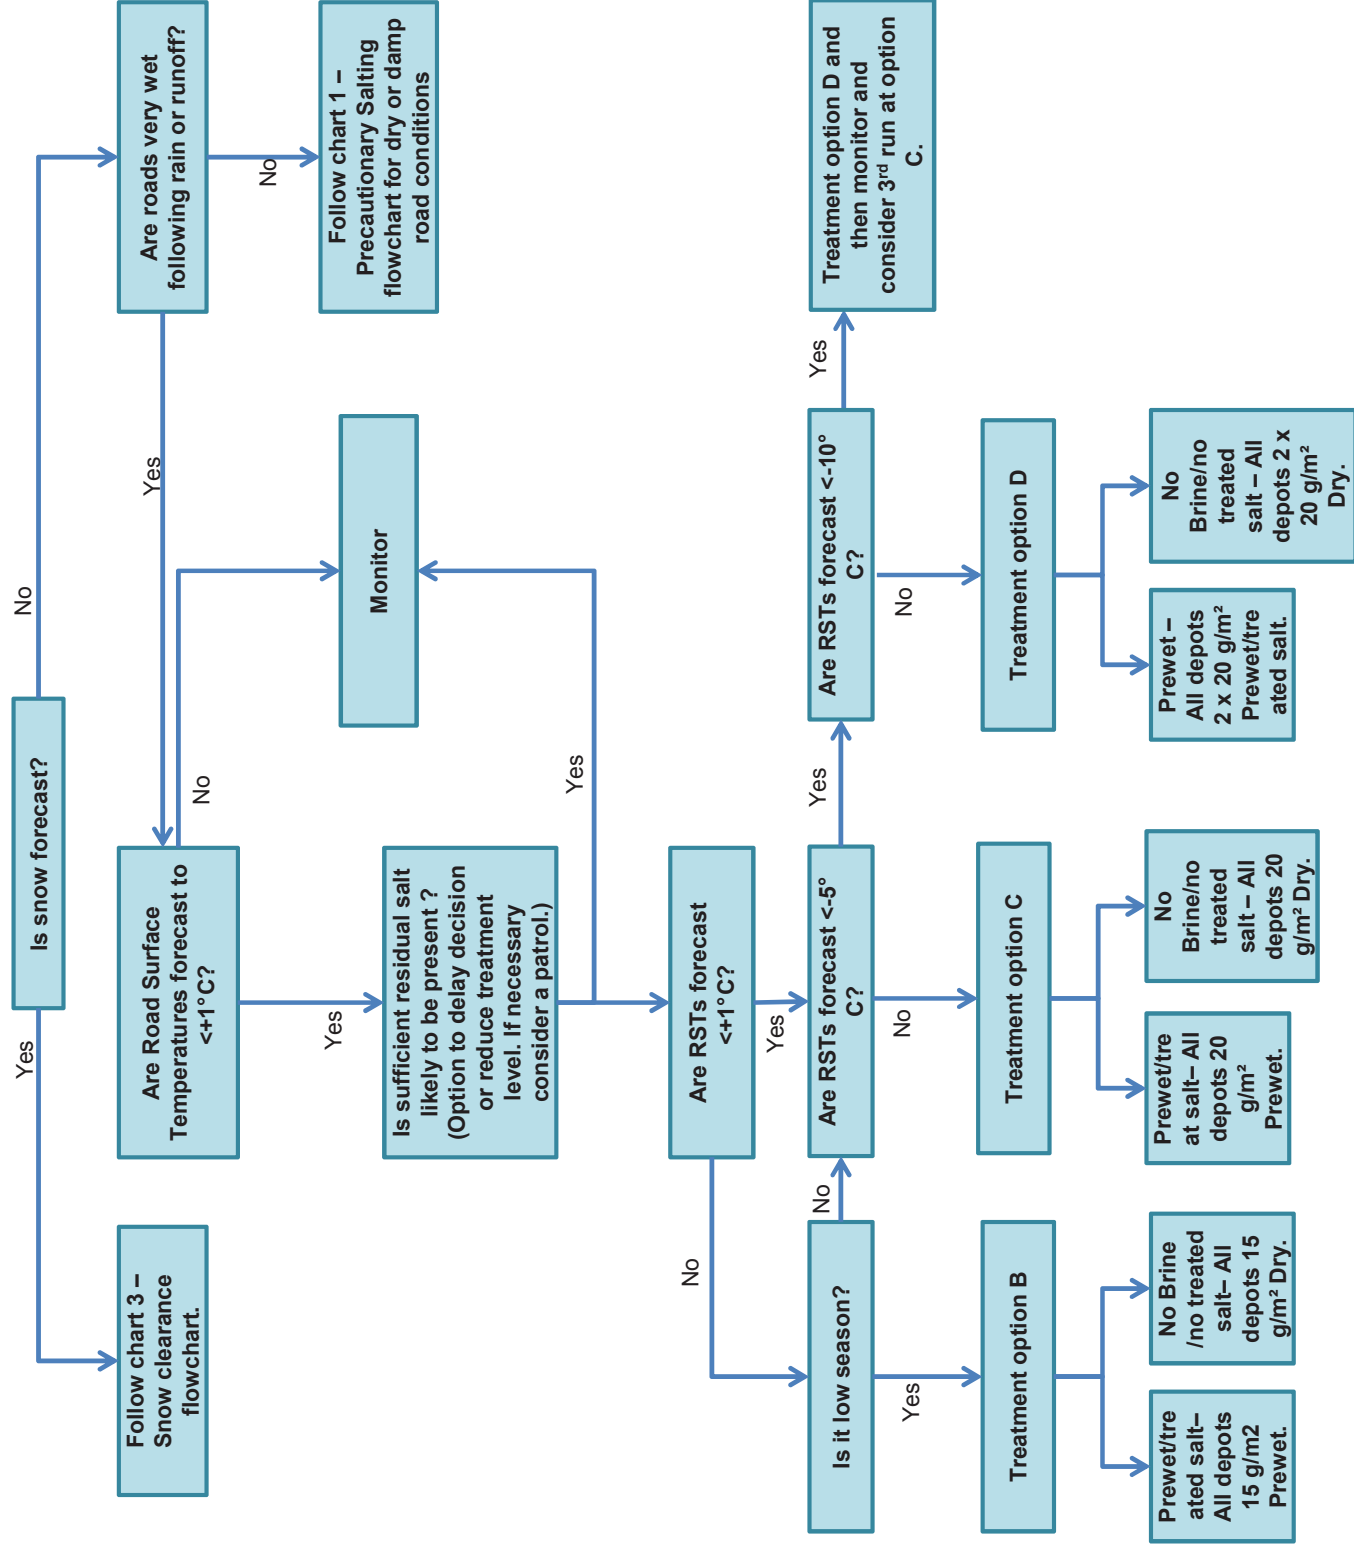 Is snow forecast?
Yes
No
Follow chart 3 –
Snow clearance
flowchart.
Are Road Surface
Temperatures forecast to
<+1°C?
Are roads very wet
following rain or runoff?
Yes
No
No
Yes
Follow chart 1 –
Precautionary Salting
flowchart for dry or damp
road conditions
Monitor
Is sufficient residual salt
likely to be present ?
(Option to delay decision
or reduce treatment
level. If necessary
consider a patrol.)
Yes
Are RSTs forecast
<+1°C?
No
Yes
Is it low season?
No
Are RSTs forecast <-5°
C?
Yes
Are RSTs forecast <-10°
C?
Yes
Treatment option D and
then monitor and
consider 3rd run at option
C.
Yes
No
No
Treatment option B
Treatment option C
Treatment option D
Prewet/tre
ated salt–
All depots
15 g/m2
Prewet.
No Brine
/no treated
salt– All
depots 15
g/m² Dry.
Prewet/tre
at salt– All
depots 20
g/m²
Prewet.
No
Brine/no
treated
salt – All
depots 20
g/m² Dry.
Prewet –
All depots
2 x 20 g/m²
Prewet/tre
ated salt.
No
Brine/no
treated
salt – All
depots 2 x
20 g/m²
Dry.